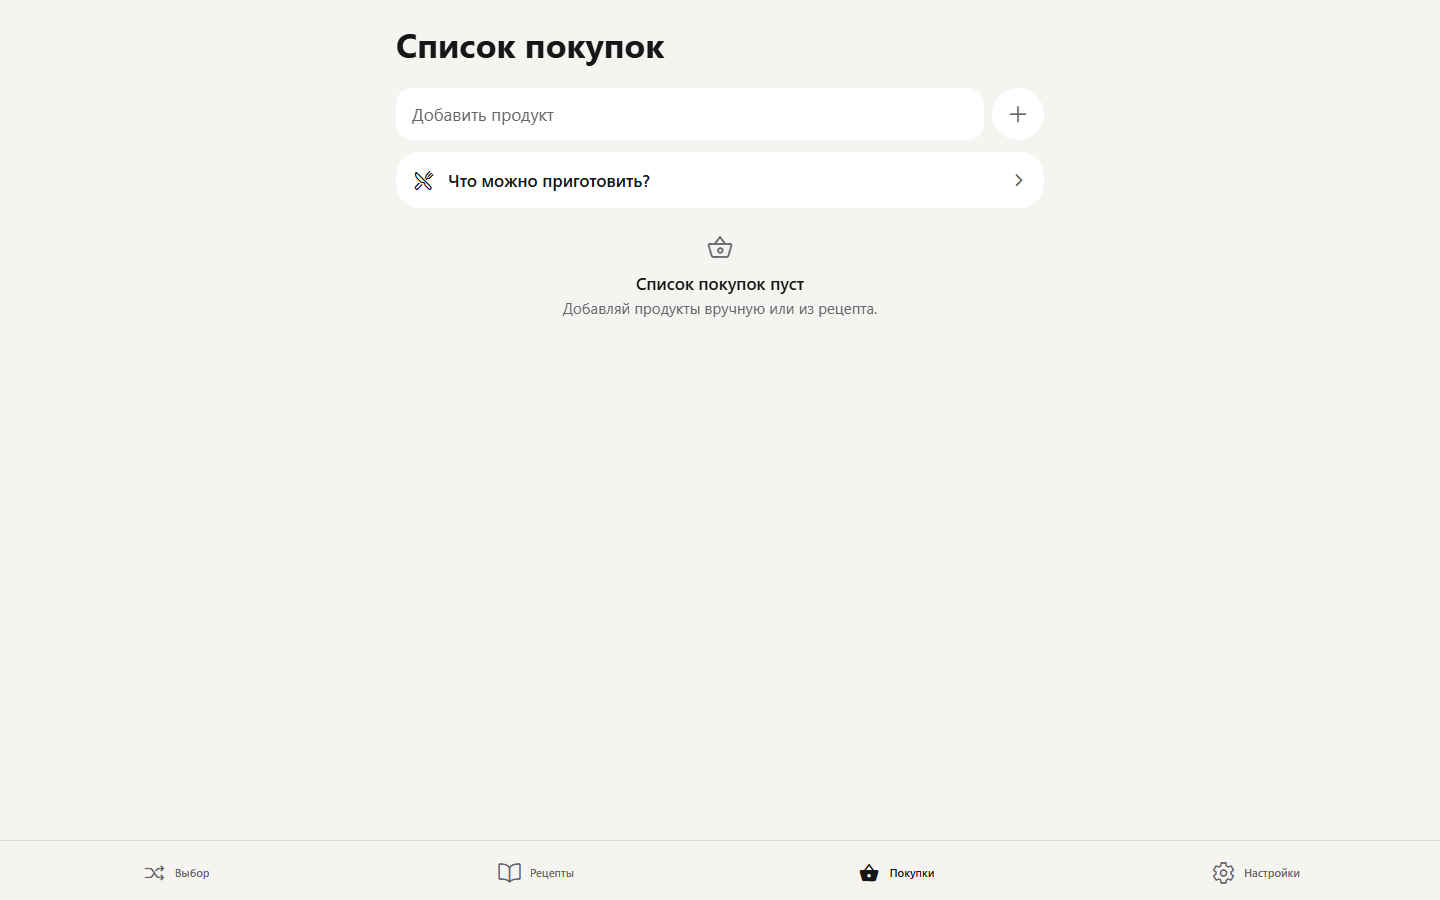 Список покупок
Добавить продукт
Что можно приготовить?
Список покупок пуст
Добавляй продукты вручную или из рецепта.
Выбор
Рецепты
Покупки
Настройки